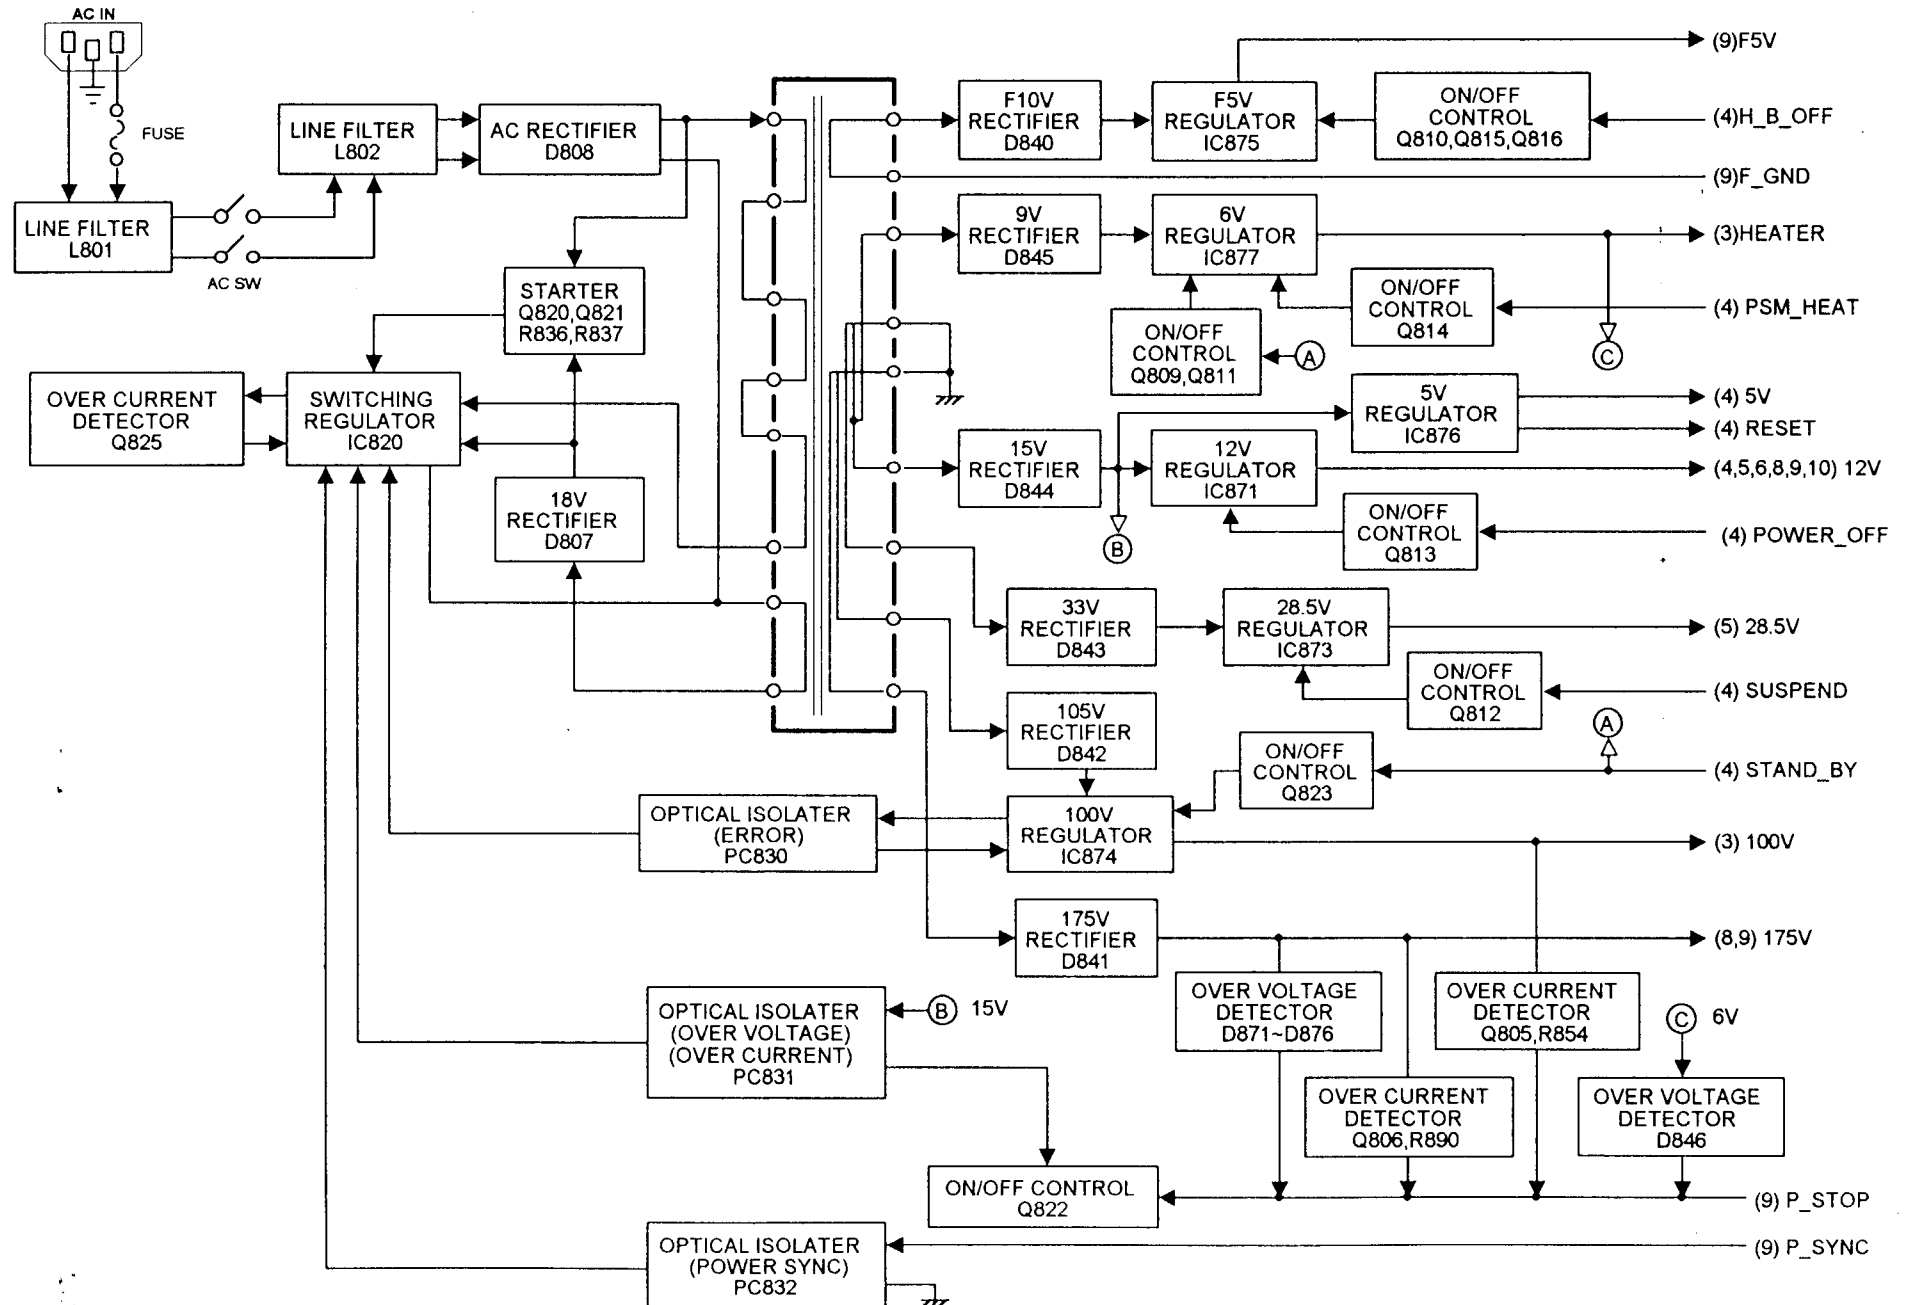 AC IN
FUSE
LINE FILTER
L801
AC SW
LINE FILTER
L802
AC RECTIFIER
D808
STARTER
Q820,Q821
R836,R837
OVER CURRENT
DETECTOR
Q825
SWITCHING
REGULATOR
IC820
18V
RECTIFIER
D807
F10V
RECTIFIER
D840
F5V
REGULATOR
IC875
ON/OFF
CONTROL
Q810,Q815,Q816
(9)F5V
(4)H_B_OFF
(9)F_GND
9V
RECTIFIER
D845
6V
REGULATOR
IC877
(3)HEATER
ON/OFF
CONTROL
Q814
(4) PSM_HEAT
ON/OFF
CONTROL
Q809,Q811
A
C
5V
REGULATOR
IC876
(4) 5V
(4) RESET
15V
RECTIFIER
D844
12V
REGULATOR
IC871
(4,5,6,8,9,10) 12V
B
ON/OFF
CONTROL
Q813
(4) POWER_OFF
33V
RECTIFIER
D843
28.5V
REGULATOR
IC873
(5) 28.5V
ON/OFF
CONTROL
Q812
(4) SUSPEND
105V
RECTIFIER
D842
A
ON/OFF
CONTROL
Q823
(4) STAND_BY
OPTICAL ISOLATER
(ERROR)
PC830
100V
REGULATOR
IC874
(3) 100V
175V
RECTIFIER
D841
(8,9) 175V
OVER VOLTAGE
DETECTOR
D871~D876
OVER CURRENT
DETECTOR
Q805,R854
C 6V
OPTICAL ISOLATER
(OVER VOLTAGE)
(OVER CURRENT)
PC831
B 15V
OVER CURRENT
DETECTOR
Q806,R890
OVER VOLTAGE
DETECTOR
D846
ON/OFF CONTROL
Q822
(9) P_STOP
OPTICAL ISOLATER
(POWER SYNC)
PC832
(9) P_SYNC